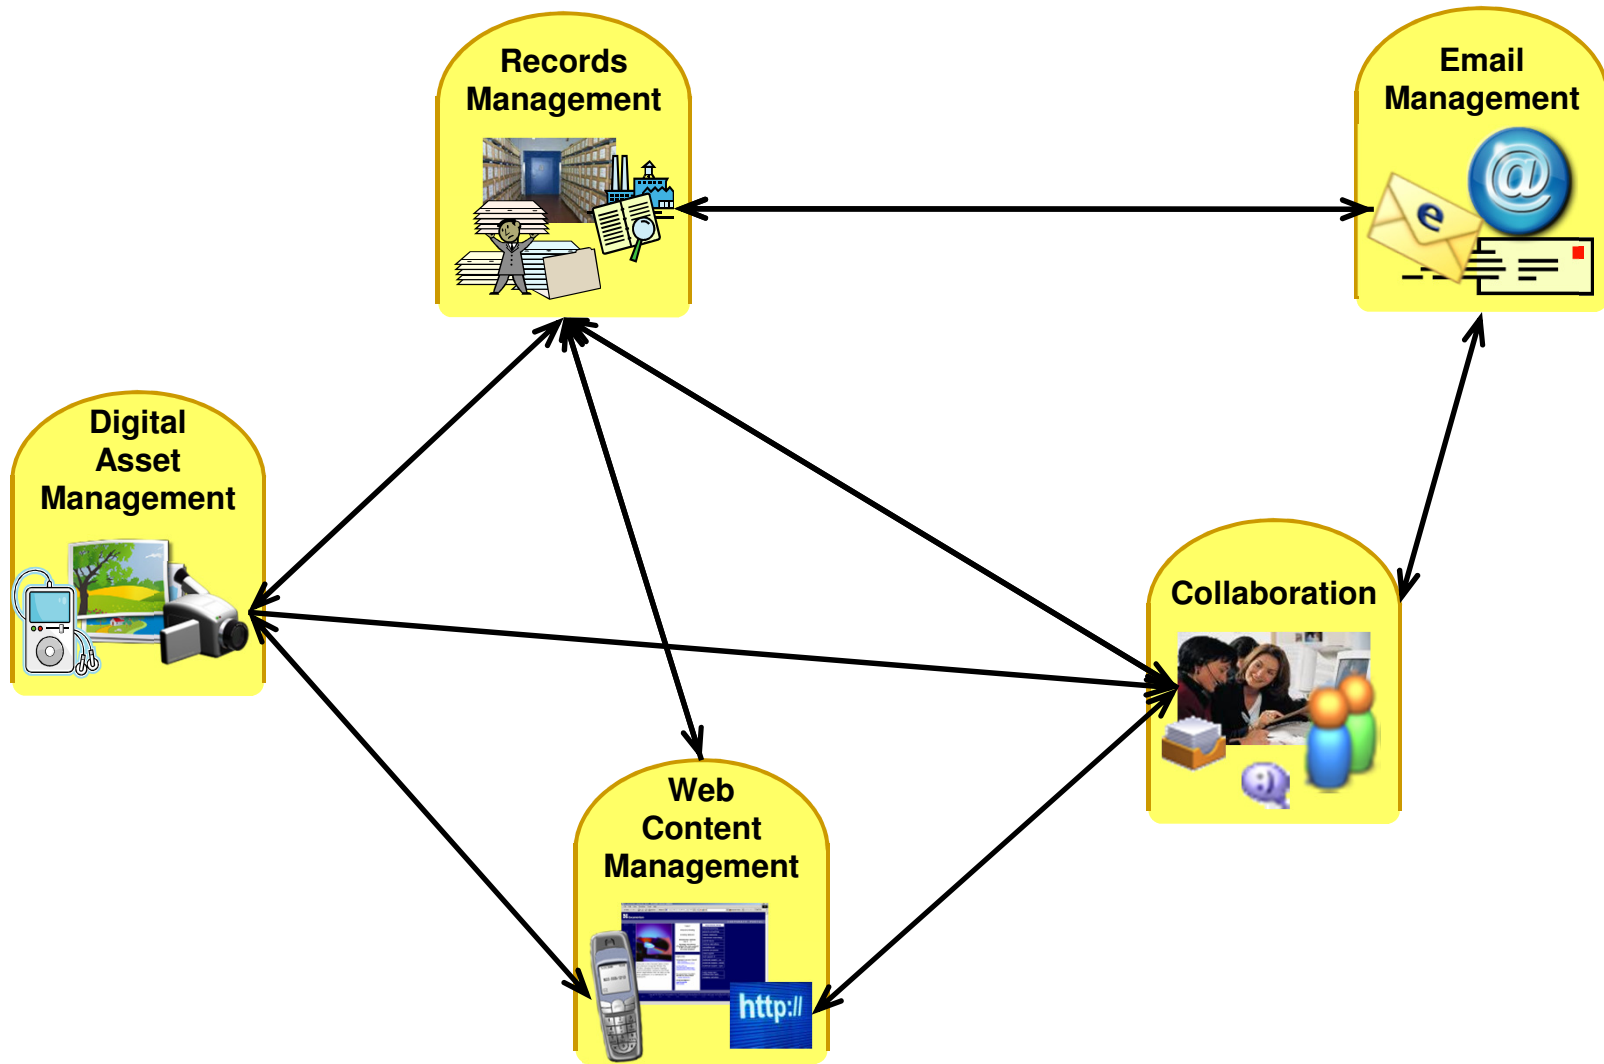 Records
Management
Email
Management
@
e
Digital
Asset
Management
Collaboration
Web
Content
Management
http://